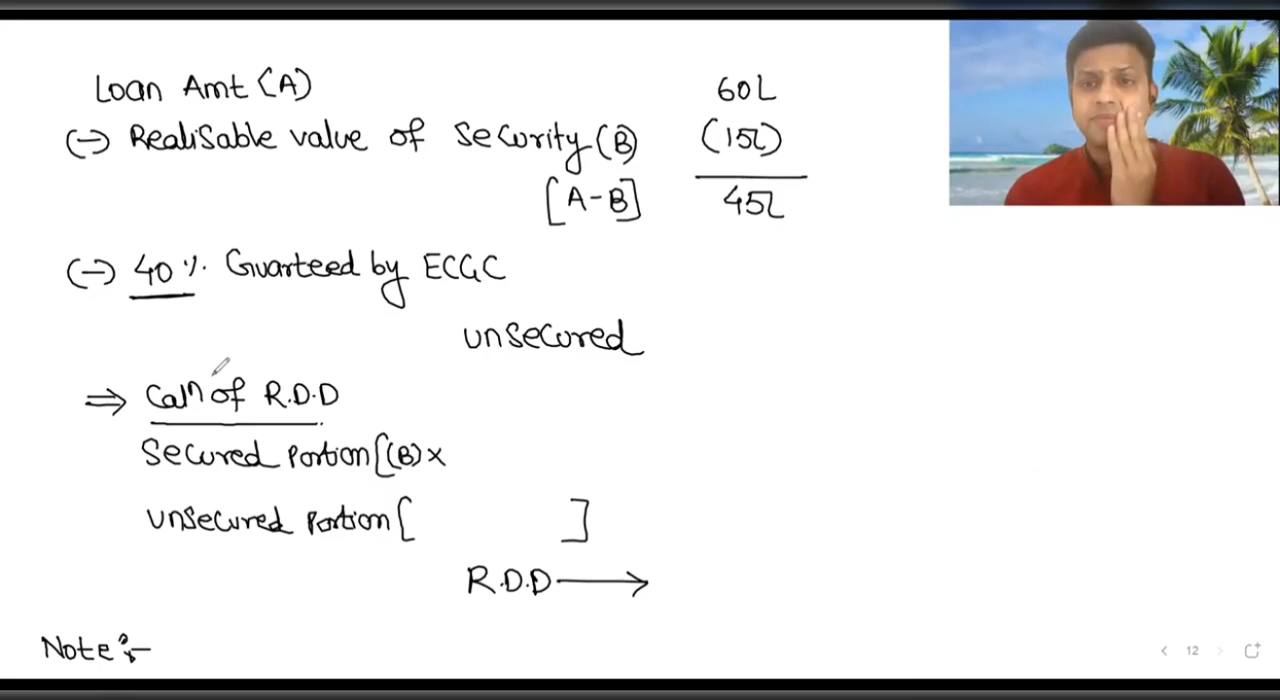 Loan Amt (A) 60L
(-) Realisable value of Security (B) (15L)
[A-B] 45L
(-) 40%. Guarteed by ECGC
unsecured
⇒ Caln of R.D.D
Secured Portion [(B) ×
unsecured Portion [ ]
R.D.D →
Note:-
< 12 >